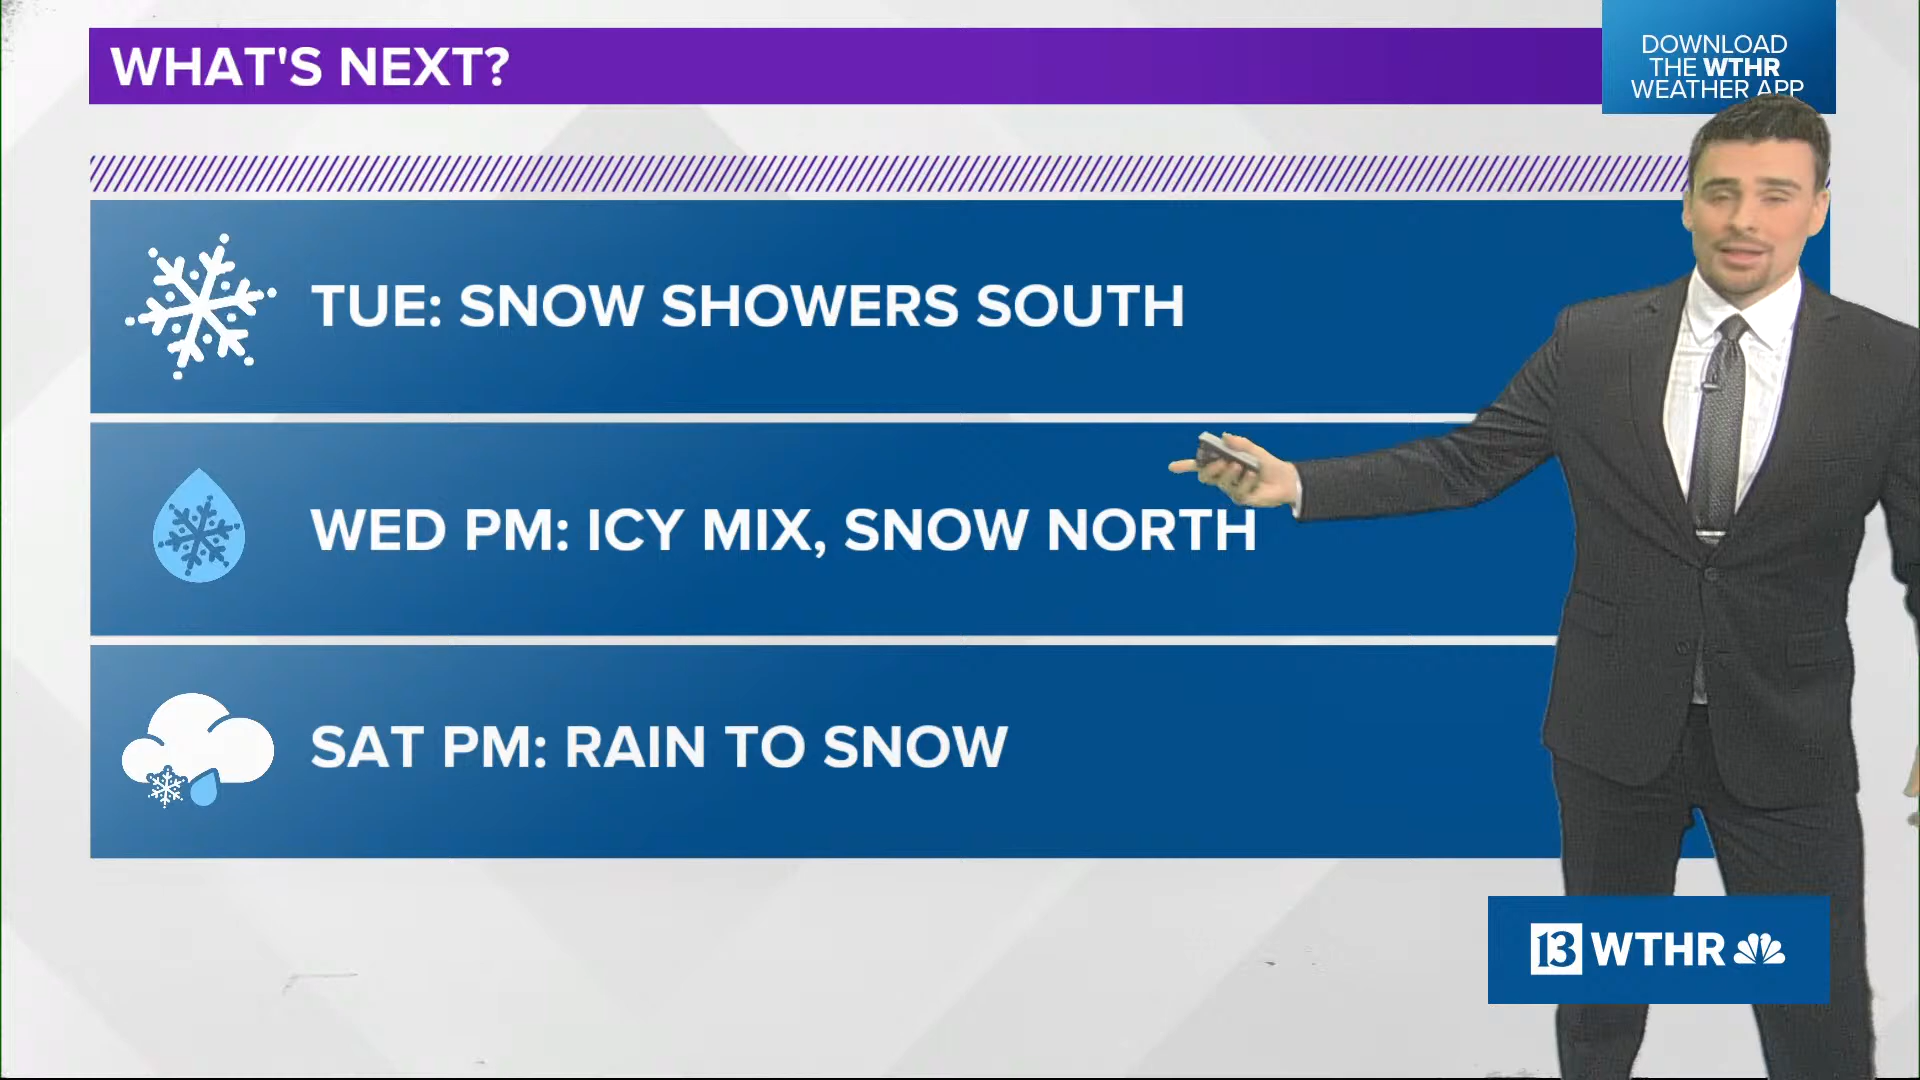 WHAT'S NEXT?
DOWNLOAD
THE WTHR
WEATHER APP
TUE: SNOW SHOWERS SOUTH
WED PM: ICY MIX, SNOW NORTH
SAT PM: RAIN TO SNOW
13 WTHR